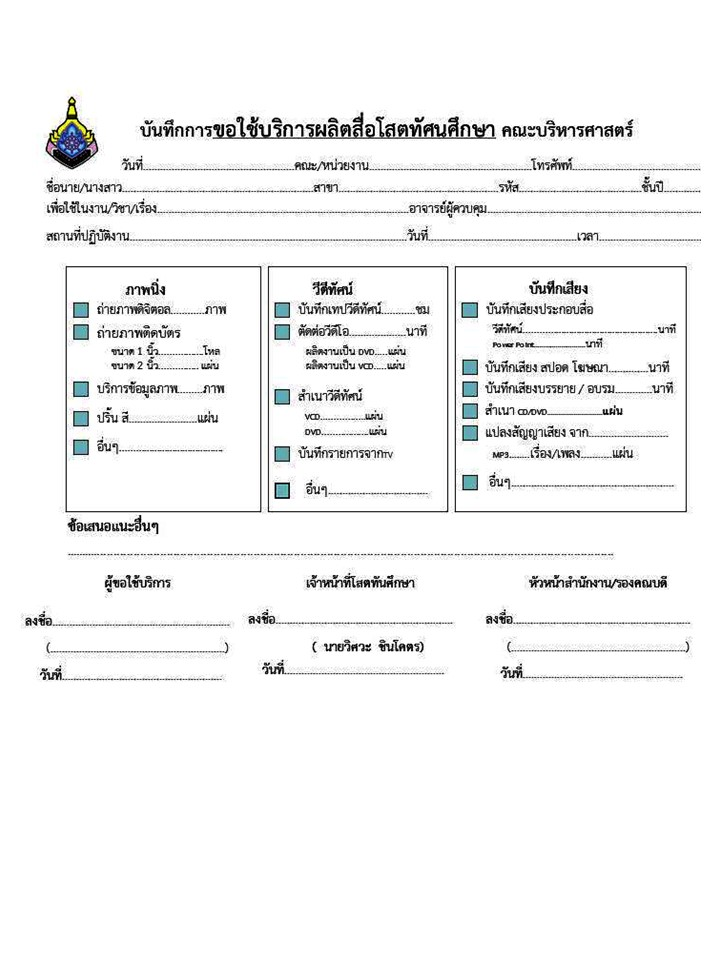 บันทึกการขอใช้บริการผลิตสื่อโสตทัศนศึกษา คณะบริหารศาสตร์
วันที่..........................................คณะ/หน่วยงาน..........................................โทรศัพท์..........................................
ชื่อนาย/นางสาว..........................................สาขา..........................................รหัส..............................ชั้นปี..............
เพื่อใช้ในงาน/วิชา/เรื่อง..........................................อาจารย์ผู้ควบคุม..........................................
สถานที่ปฏิบัติงาน..........................................วันที่..........................................เวลา..............................
ภาพนิ่ง
ถ่ายภาพดิจิตอล............ภาพ
ถ่ายภาพติดบัตร
ขนาด 1 นิ้ว................โหล
ขนาด 2 นิ้ว.............. แผ่น
บริการข้อมูลภาพ.........ภาพ
ปริ้น สี........................แผ่น
อื่นๆ.....................................
วีดีทัศน์
บันทึกเทปวีดีทัศน์............ชม
ตัดต่อวีดีโอ....................นาที
ผลิตงานเป็น DVD.....แผ่น
ผลิตงานเป็น VCD.....แผ่น
สำเนาวีดีทัศน์
VCD...................แผ่น
DVD....................แผ่น
บันทึกรายการจากTV
อื่นๆ...................................
บันทึกเสียง
บันทึกเสียงประกอบสื่อ
วีดีทัศน์..................................................นาที
Power Point......................นาที
บันทึกเสียง สปอต โฆษณา..............นาที
บันทึกเสียงบรรยาย / อบรม.............นาที
สำเนา CD/DVD......................แผ่น
แปลงสัญญาเสียง จาก............................
MP3........เรื่อง/เพลง...........แผ่น
อื่นๆ..........................................................
ข้อเสนอแนะอื่นๆ
....................................................................................................
ผู้ขอใช้บริการ
ลงชื่อ..........................................
(..........................................)
วันที่..........................................
เจ้าหน้าที่โสตทันศึกษา
ลงชื่อ..........................................
( นายวิศวะ ชินโคตร)
วันที่..........................................
หัวหน้าสำนักงาน/รองคณบดี
ลงชื่อ..........................................
(..........................................)
วันที่..........................................